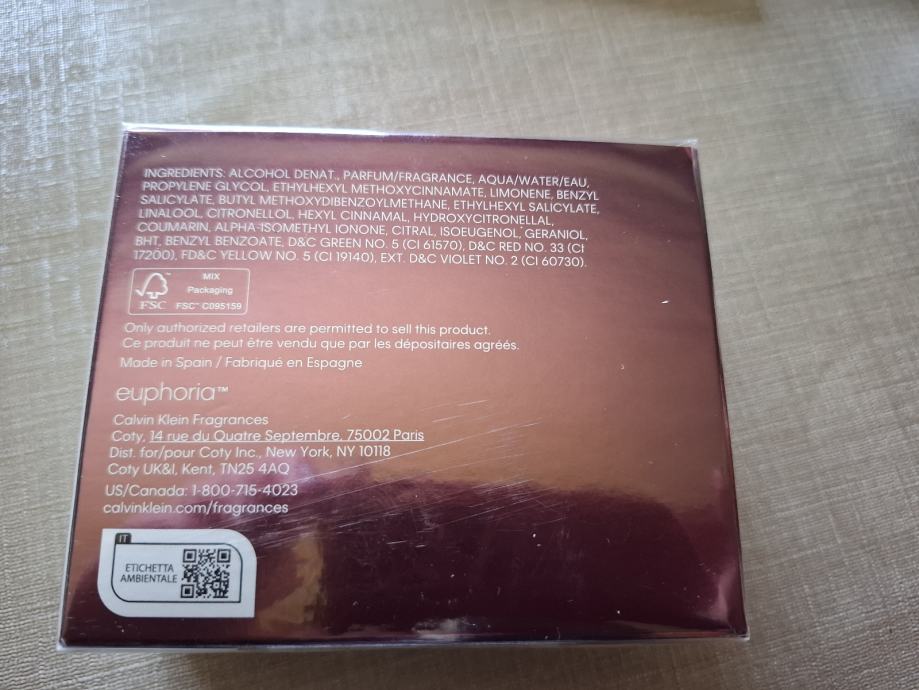 INGREDIENTS: ALCOHOL DENAT., PARFUM/FRAGRANCE, AQUA/WATER/EAU,
PROPYLENE GLYCOL, ETHYLHEXYL METHOXYCINNAMATE, LIMONENE, BENZYL
SALICYLATE, BUTYL METHOXYDIBENZOYLMETHANE, ETHYLHEXYL SALICYLATE,
LINALOOL, CITRONELLOL, HEXYL CINNAMAL, HYDROXYCITRONELLAL,
COUMARIN, ALPHA-ISOMETHYL IONONE, CITRAL, ISOEUGENOL, GERANIOL,
BHT, BENZYL BENZOATE, D&C GREEN NO. 5 (CI 61570), D&C RED NO. 33 (CI
17200), FD&C YELLOW NO. 5 (CI 19140), EXT. D&C VIOLET NO. 2 (CI 60730).
FSC
MIX
Packaging
FSC™ C095159
Only authorized retailers are permitted to sell this product.
Ce produit ne peut être vendu que par les dépositaires agréés.
Made in Spain / Fabriqué en Espagne
euphoria™
Calvin Klein Fragrances
Coty, 14 rue du Quatre Septembre, 75002 Paris
Dist. for/pour Coty Inc., New York, NY 10118
Coty UK&I, Kent, TN25 4AQ
US/Canada: 1-800-715-4023
calvinklein.com/fragrances
IT
ETICHETTA
AMBIENTALE